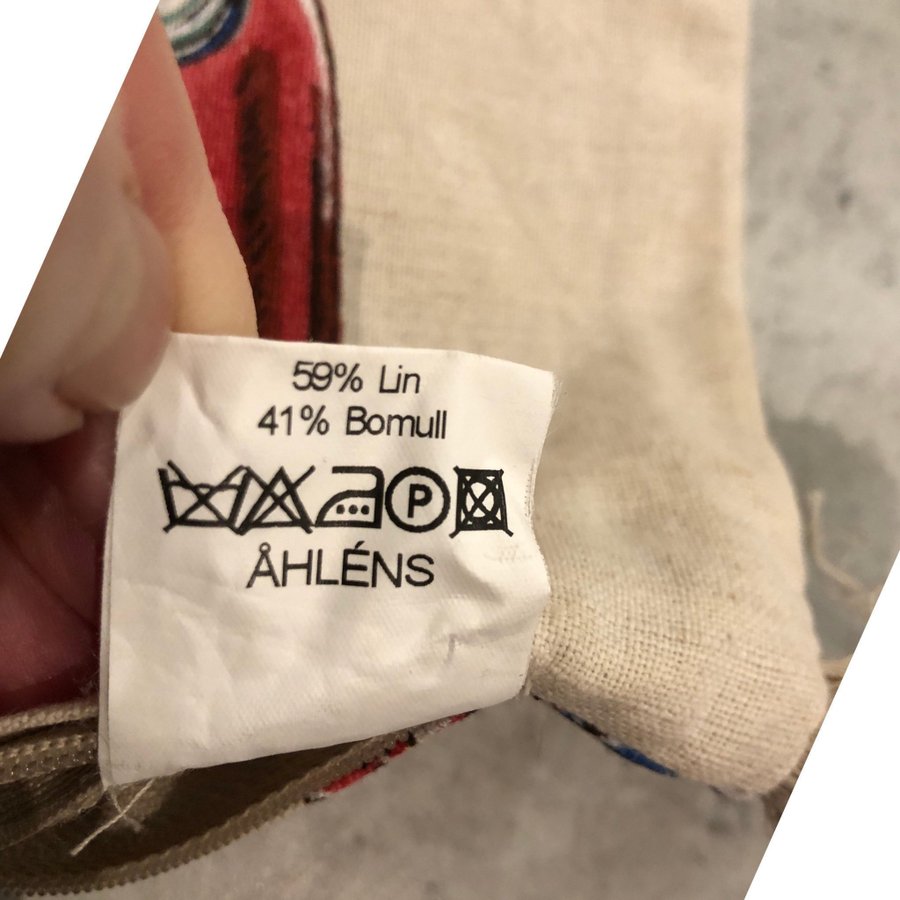 59% Lin
41% Bomull
P
ÅHLÉNS